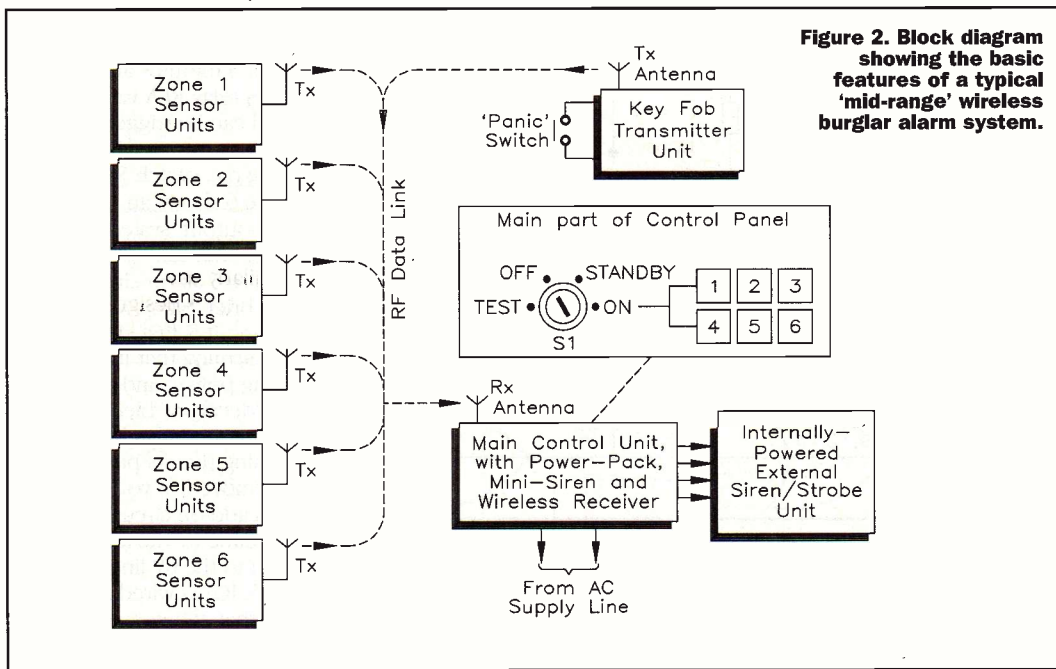 Figure 2. Block diagram
showing the basic
features of a typical
'mid-range' wireless
burglar alarm system.
Zone 1
Sensor
Units
Tx
Zone 2
Sensor
Units
Tx
Zone 3
Sensor
Units
Tx
Zone 4
Sensor
Units
Tx
Zone 5
Sensor
Units
Tx
Zone 6
Sensor
Units
Tx
RF Data Link
Tx
Antenna
'Panic'
Switch
Key Fob
Transmitter
Unit
Main part of Control Panel
OFF
STANDBY
TEST
ON
S1
1 2 3
4 5 6
Rx
Antenna
Main Control Unit,
with Power-Pack,
Mini-Siren and
Wireless Receiver
Internally-
Powered
External
Siren/Strobe
Unit
From AC
Supply Line